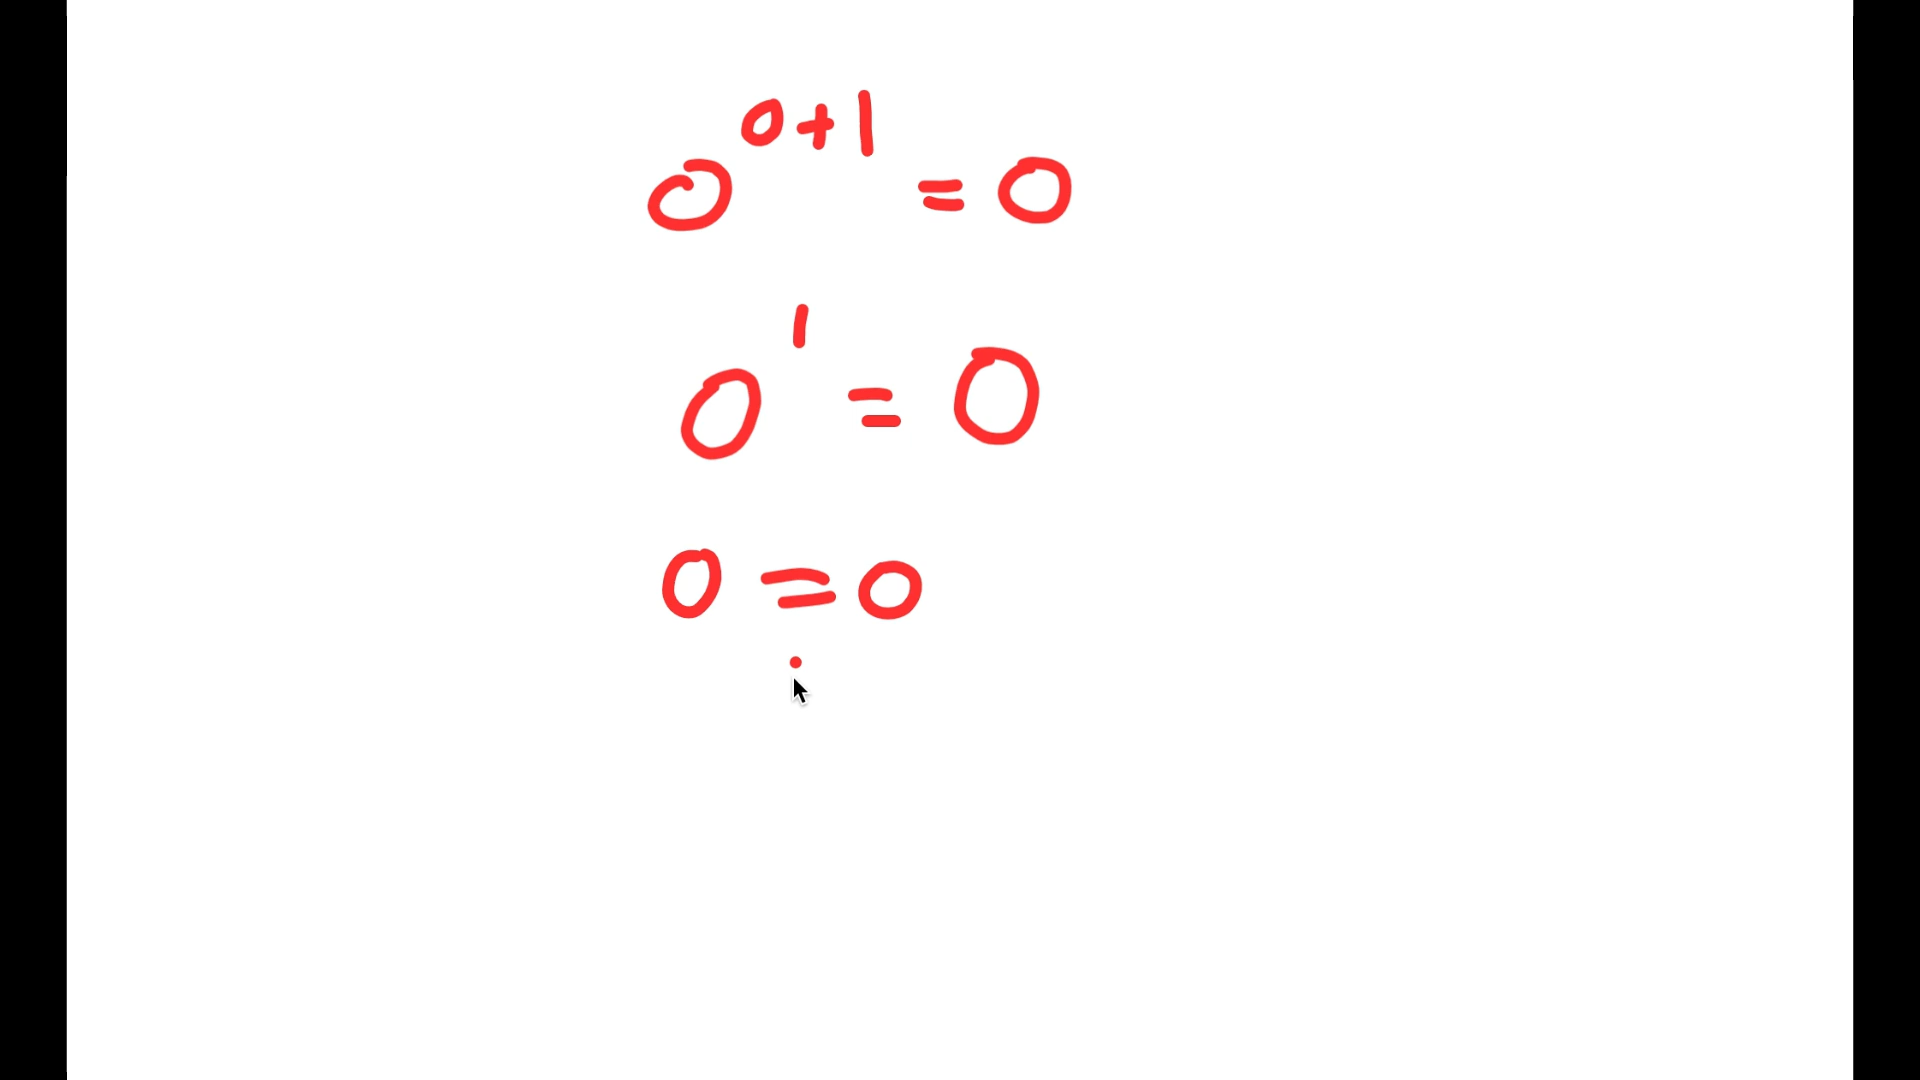 0^{0+1} = 0
0^1 = 0
0 = 0